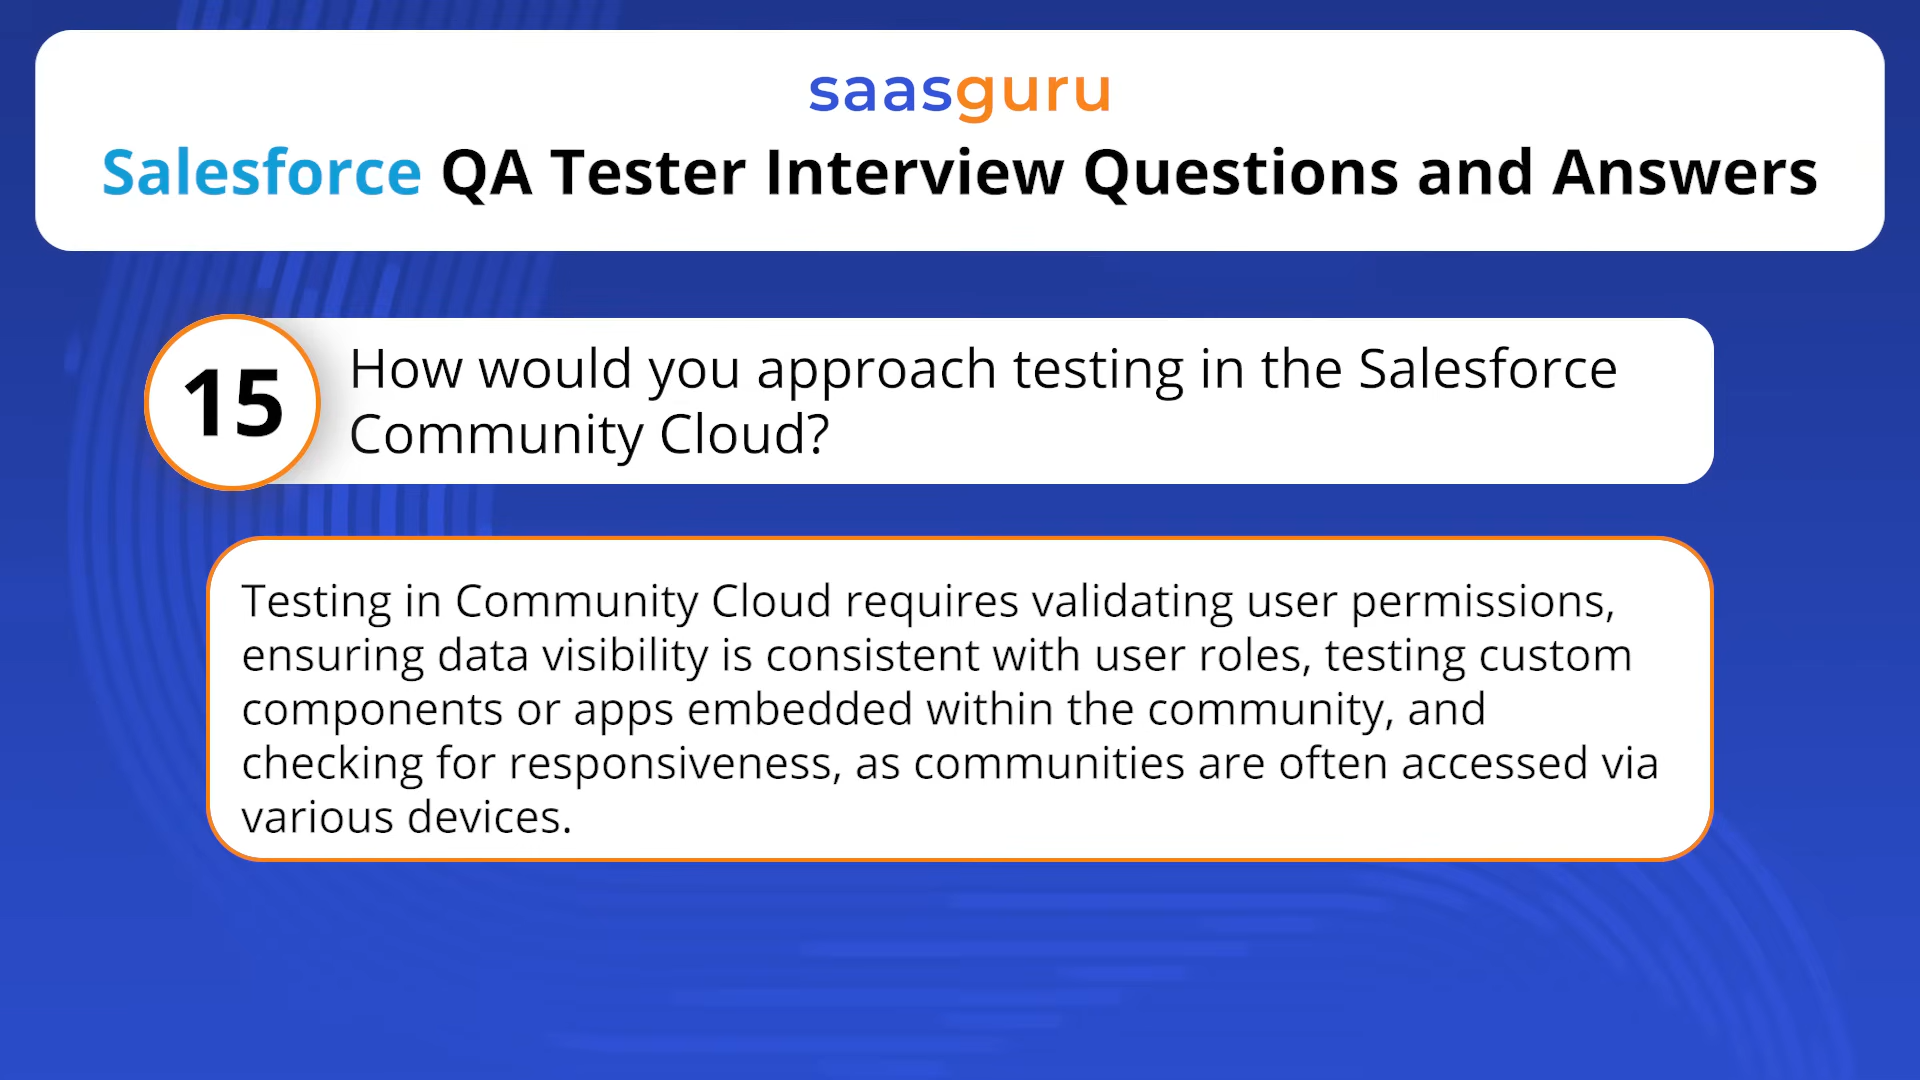 saasguru
Salesforce QA Tester Interview Questions and Answers
15
How would you approach testing in the Salesforce
Community Cloud?
Testing in Community Cloud requires validating user permissions,
ensuring data visibility is consistent with user roles, testing custom
components or apps embedded within the community, and
checking for responsiveness, as communities are often accessed via
various devices.